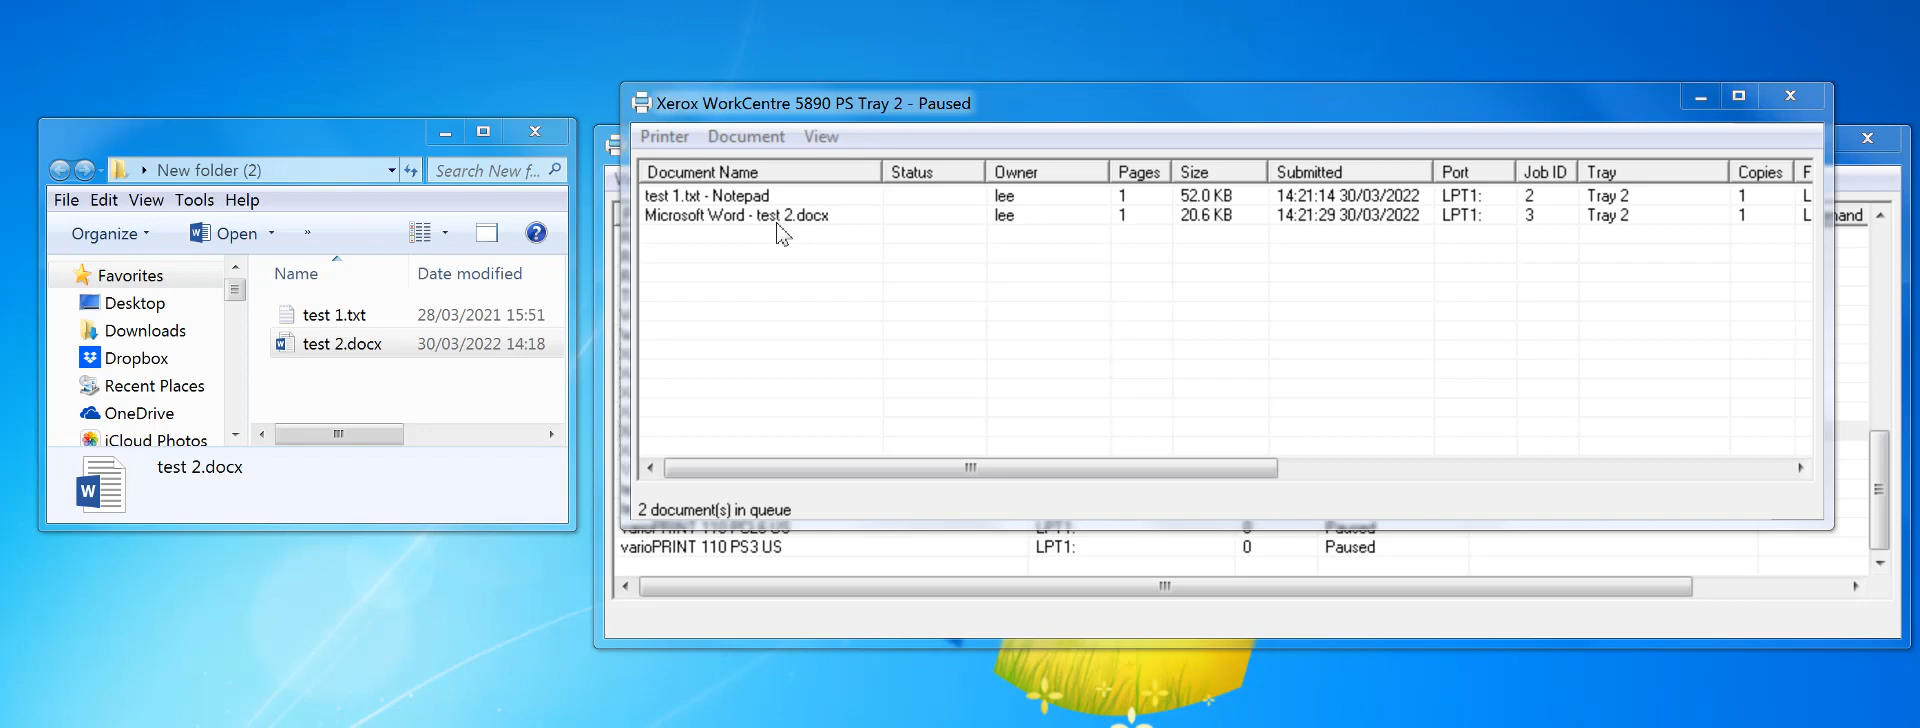 New folder (2)
Search New f...
File Edit View Tools Help
Organize Open »
Name Date modified
Favorites
Desktop
Downloads
Dropbox
Recent Places
OneDrive
iCloud Photos
test 1.txt 28/03/2021 15:51
test 2.docx 30/03/2022 14:18
test 2.docx
Xerox WorkCentre 5890 PS Tray 2 - Paused
Printer Document View
Document Name Status Owner Pages Size Submitted Port Job ID Tray Copies F
test 1.txt - Notepad lee 1 52.0 KB 14:21:14 30/03/2022 LPT1: 2 Tray 2 1 L
Microsoft Word - test 2.docx lee 1 20.6 KB 14:21:29 30/03/2022 LPT1: 3 Tray 2 1 L
2 document(s) in queue
varioPRINT 110 PS3 US LPT1: 0 Paused